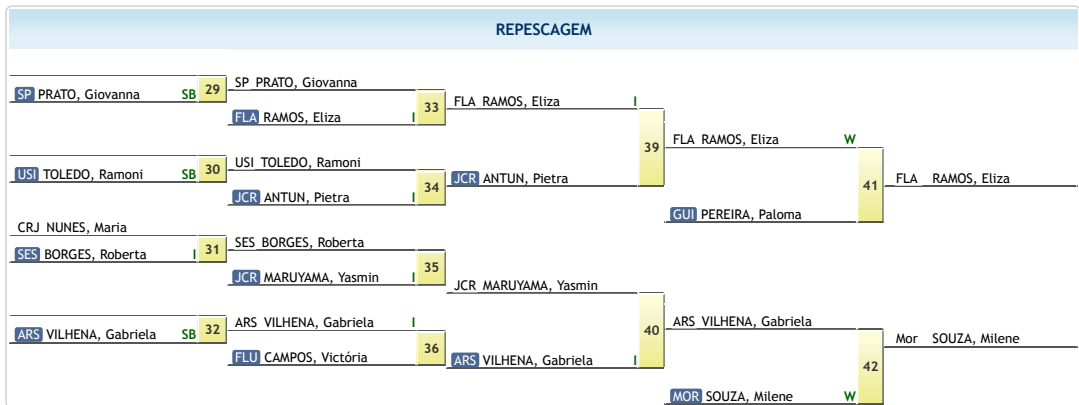 REPESCAGEM
SP PRATO, Giovanna SB
29
SP PRATO, Giovanna
FLA RAMOS, Eliza I
33
FLA RAMOS, Eliza I
USI TOLEDO, Ramoni SB
30
USI TOLEDO, Ramoni
JCR ANTUN, Pietra I
34
JCR ANTUN, Pietra
39
FLA RAMOS, Eliza W
GUI PEREIRA, Paloma
41
FLA RAMOS, Eliza
CRJ NUNES, Maria
SES BORGES, Roberta I
31
SES BORGES, Roberta
JCR MARUYAMA, Yasmin I
35
JCR MARUYAMA, Yasmin
ARS VILHENA, Gabriela SB
32
ARS VILHENA, Gabriela I
FLU CAMPOS, Victória
36
ARS VILHENA, Gabriela I
40
ARS VILHENA, Gabriela
MOR SOUZA, Milene W
42
Mor SOUZA, Milene